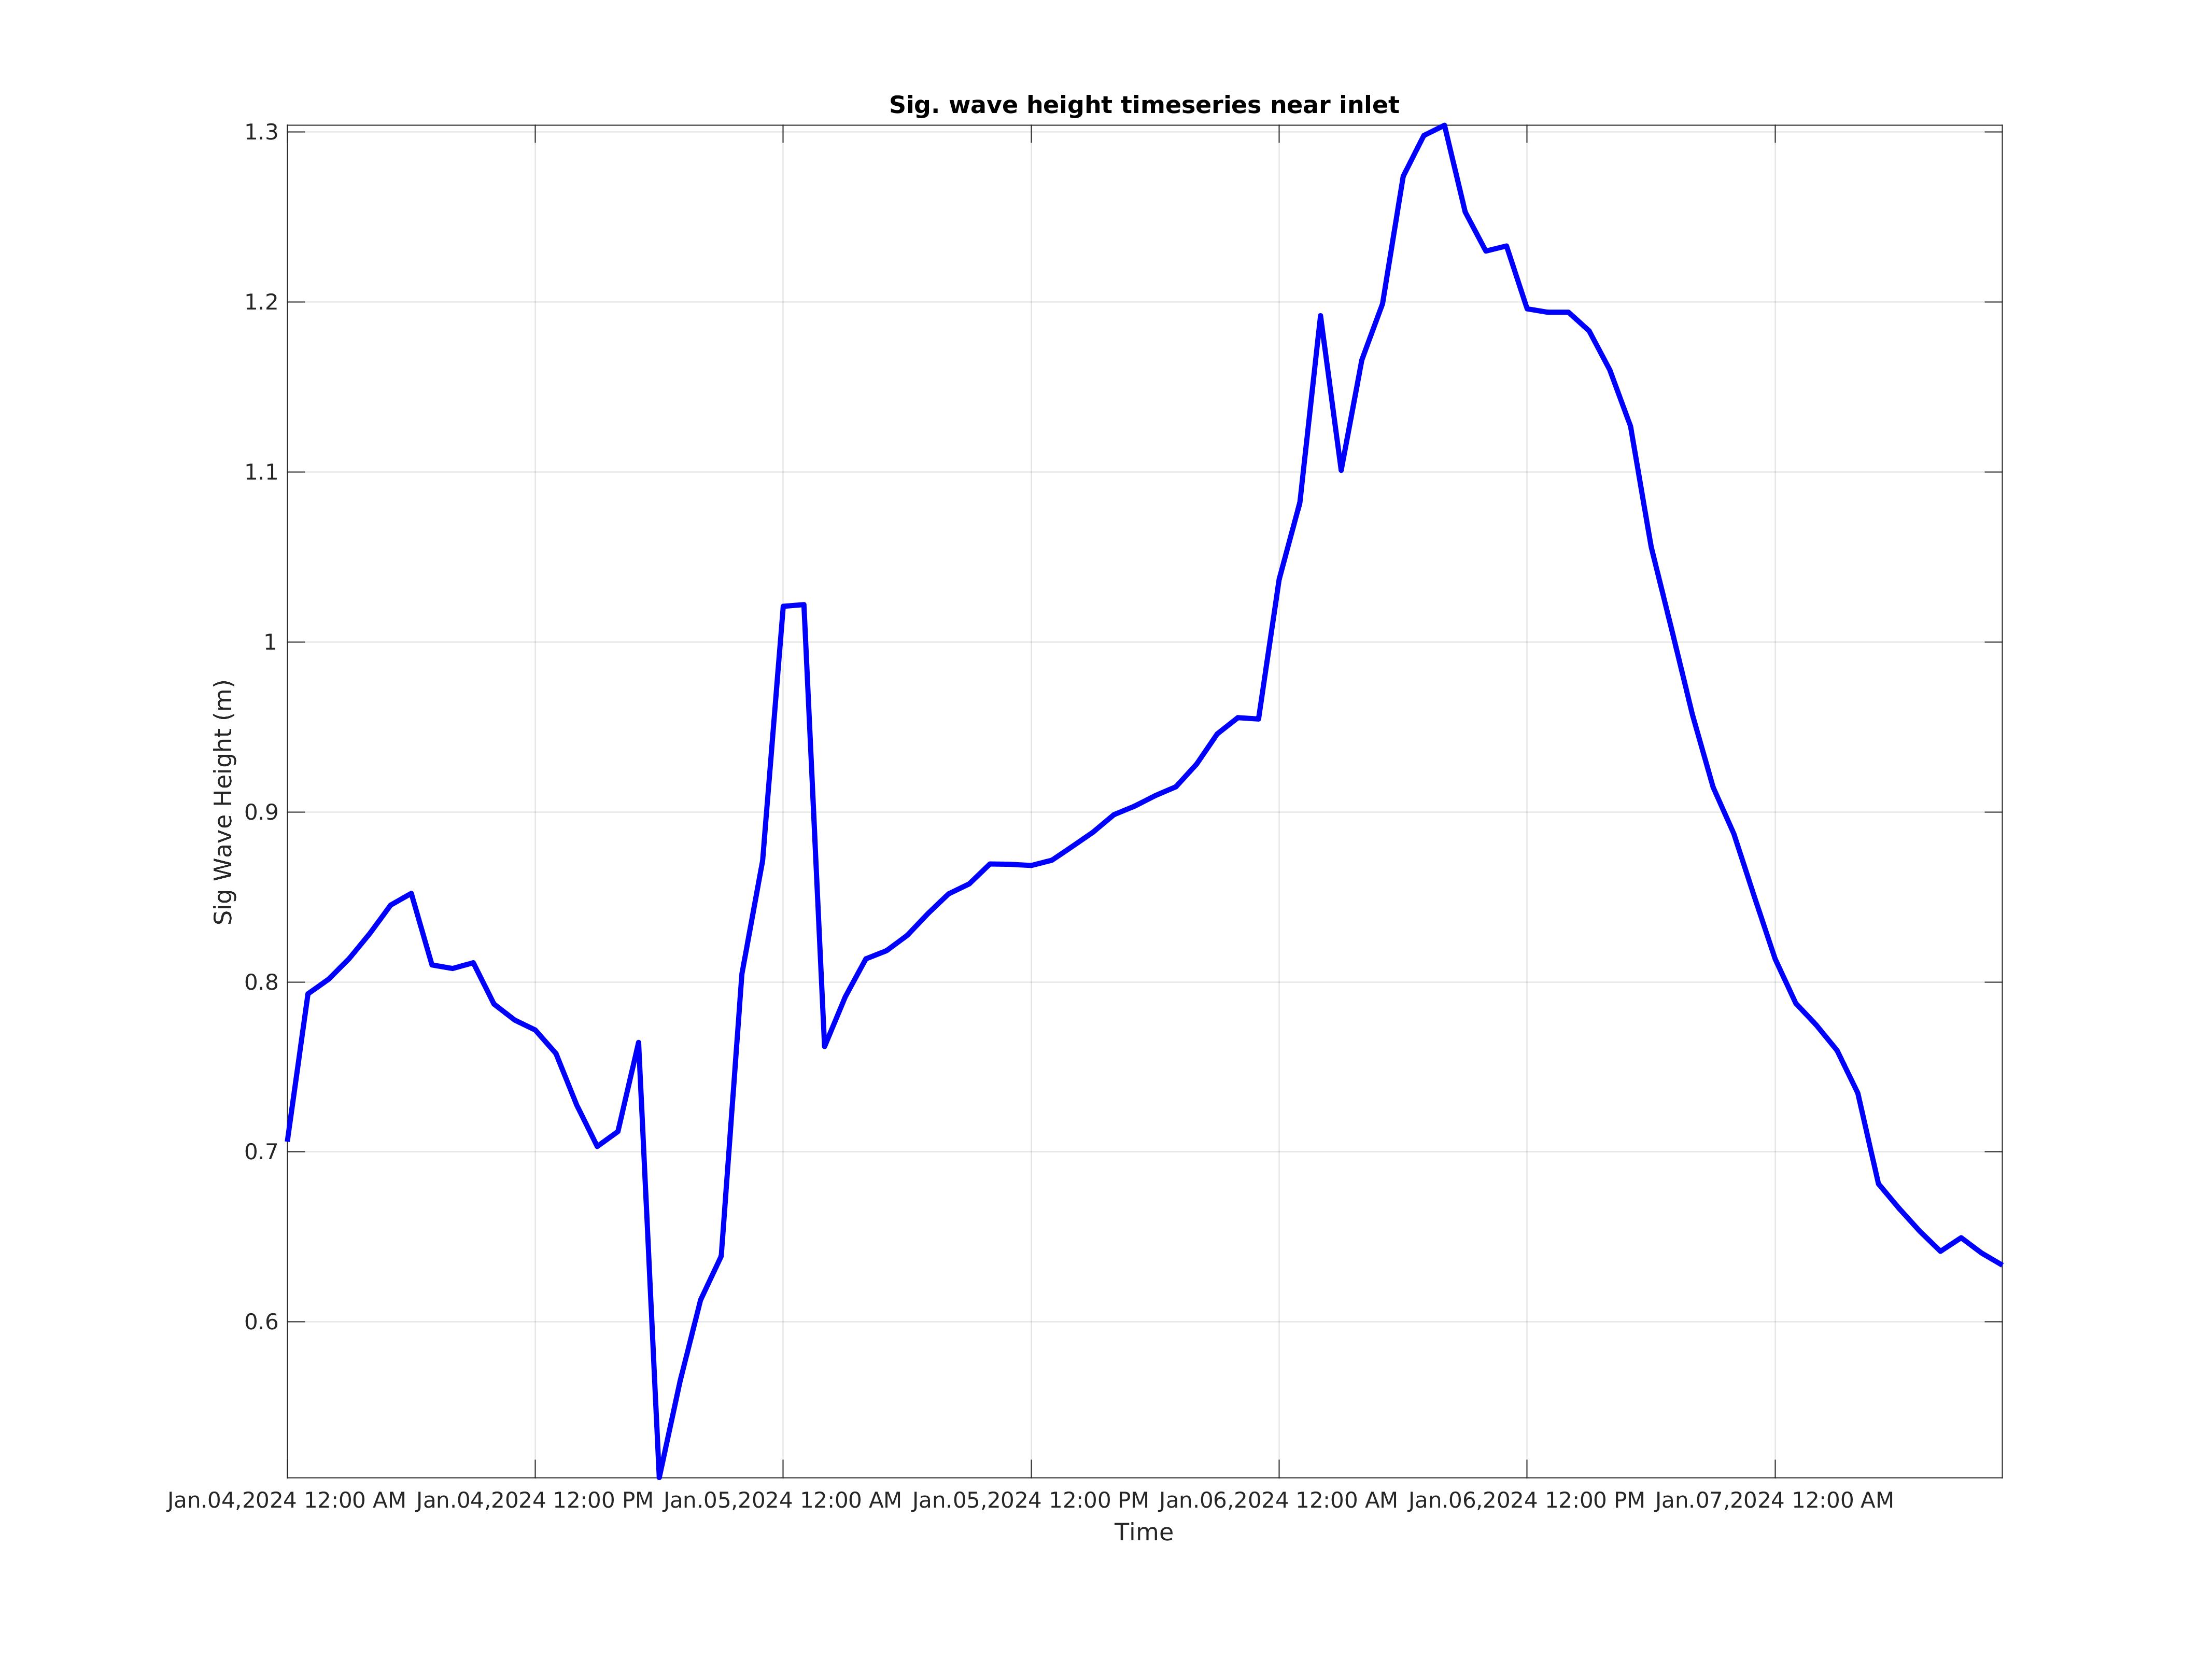 Sig. wave height timeseries near inlet
1.3
1.2
1.1
1
0.9
0.8
0.7
0.6
Sig Wave Height (m)
Jan.04,2024 12:00 AM Jan.04,2024 12:00 PM Jan.05,2024 12:00 AM Jan.05,2024 12:00 PM Jan.06,2024 12:00 AM Jan.06,2024 12:00 PM Jan.07,2024 12:00 AM
Time